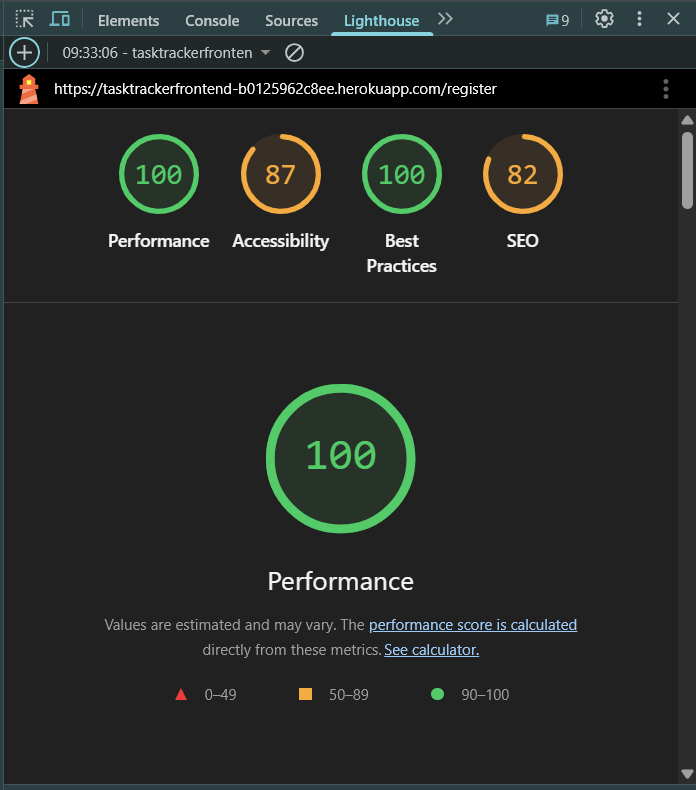 Elements Console Sources Lighthouse 9
09:33:06 - tasktrackerfronten
https://tasktrackerfrontend-b0125962c8ee.herokuapp.com/register
100 87 100 82
Performance Accessibility Best Practices SEO
100
Performance
Values are estimated and may vary. The performance score is calculated
directly from these metrics. See calculator.
0–49 50–89 90–100